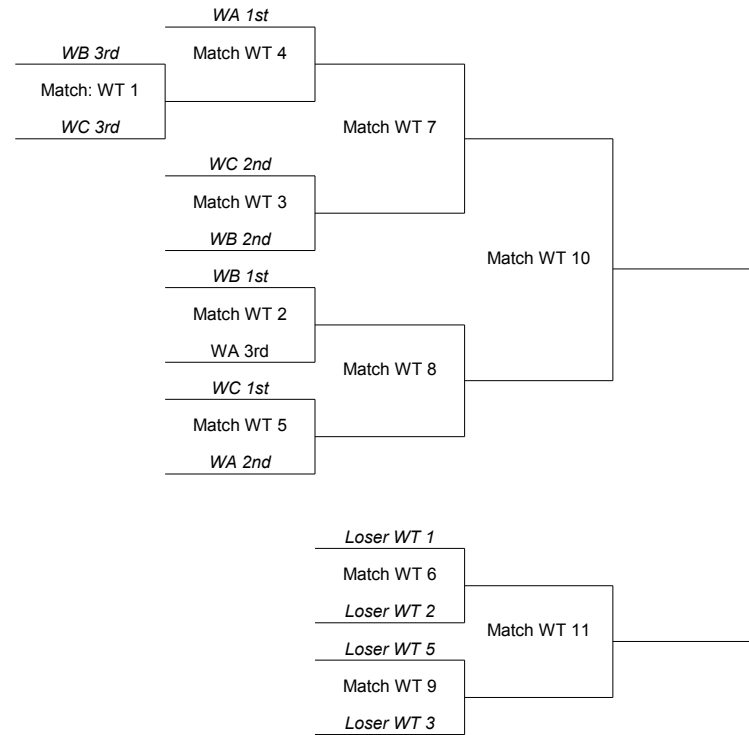 WA 1st
WB 3rd
Match WT 4
Match: WT 1
WC 3rd
Match WT 7
WC 2nd
Match WT 3
WB 2nd
Match WT 10
WB 1st
Match WT 2
WA 3rd
Match WT 8
WC 1st
Match WT 5
WA 2nd
Loser WT 1
Match WT 6
Loser WT 2
Match WT 11
Loser WT 5
Match WT 9
Loser WT 3